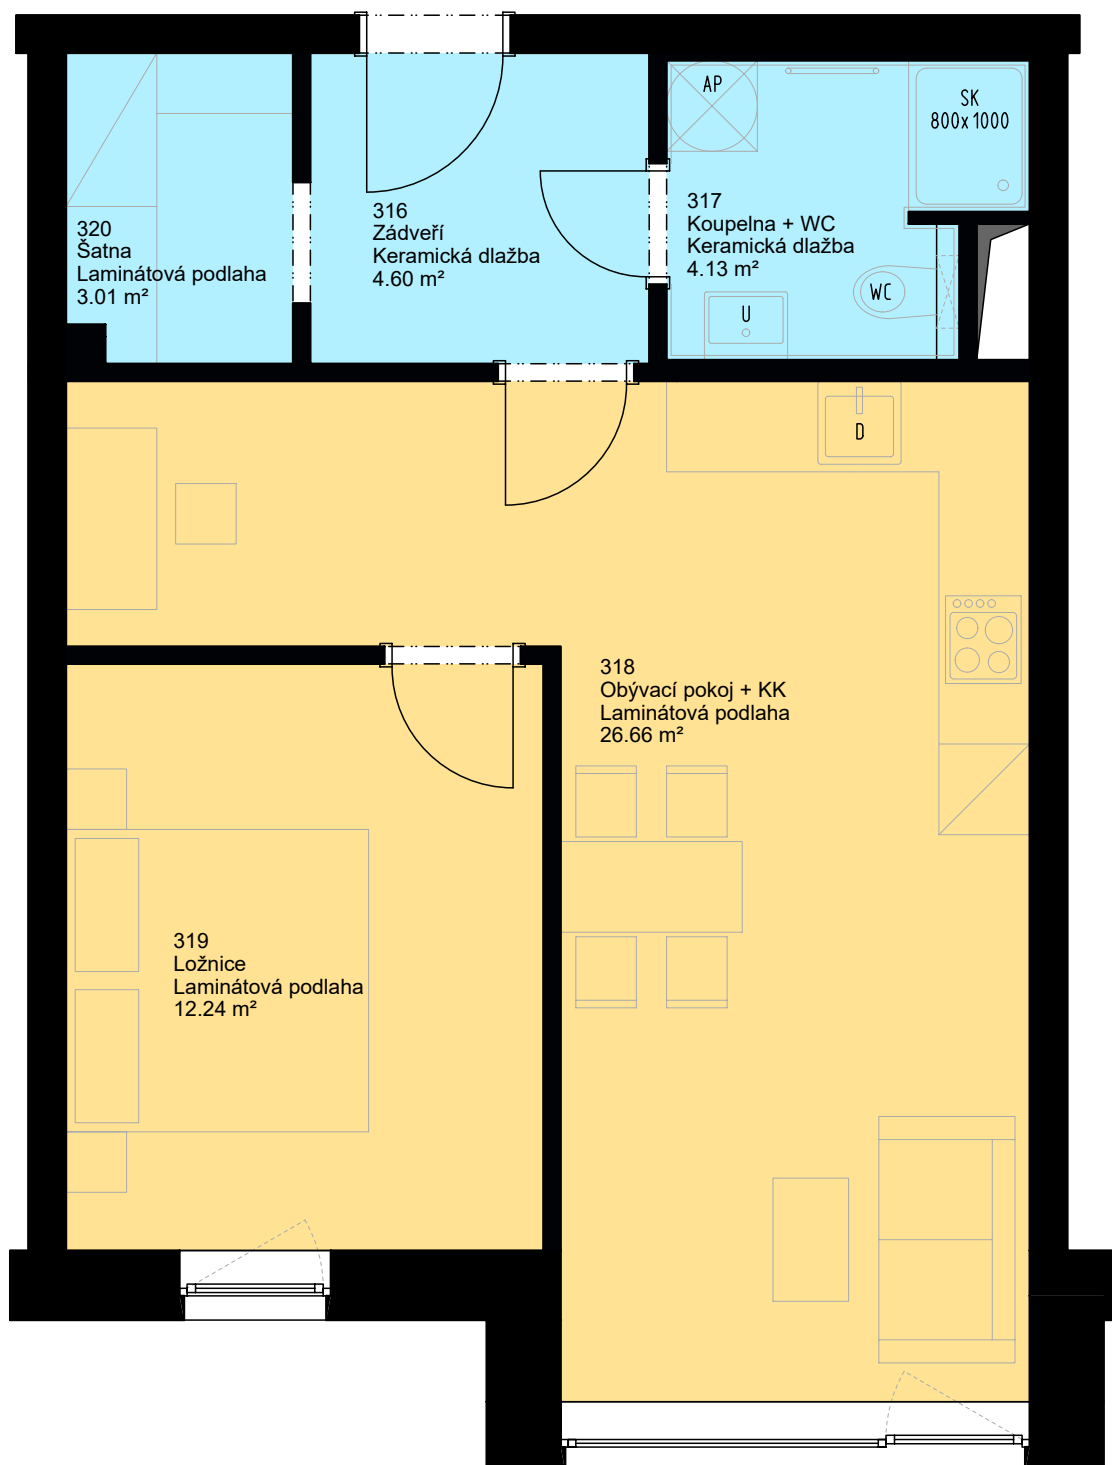 320
Šatna
Laminátová podlaha
3.01 m²
316
Zádveří
Keramická dlažba
4.60 m²
AP
SK
800x1000
317
Koupelna + WC
Keramická dlažba
4.13 m²
WC
U
D
318
Obývací pokoj + KK
Laminátová podlaha
26.66 m²
319
Ložnice
Laminátová podlaha
12.24 m²